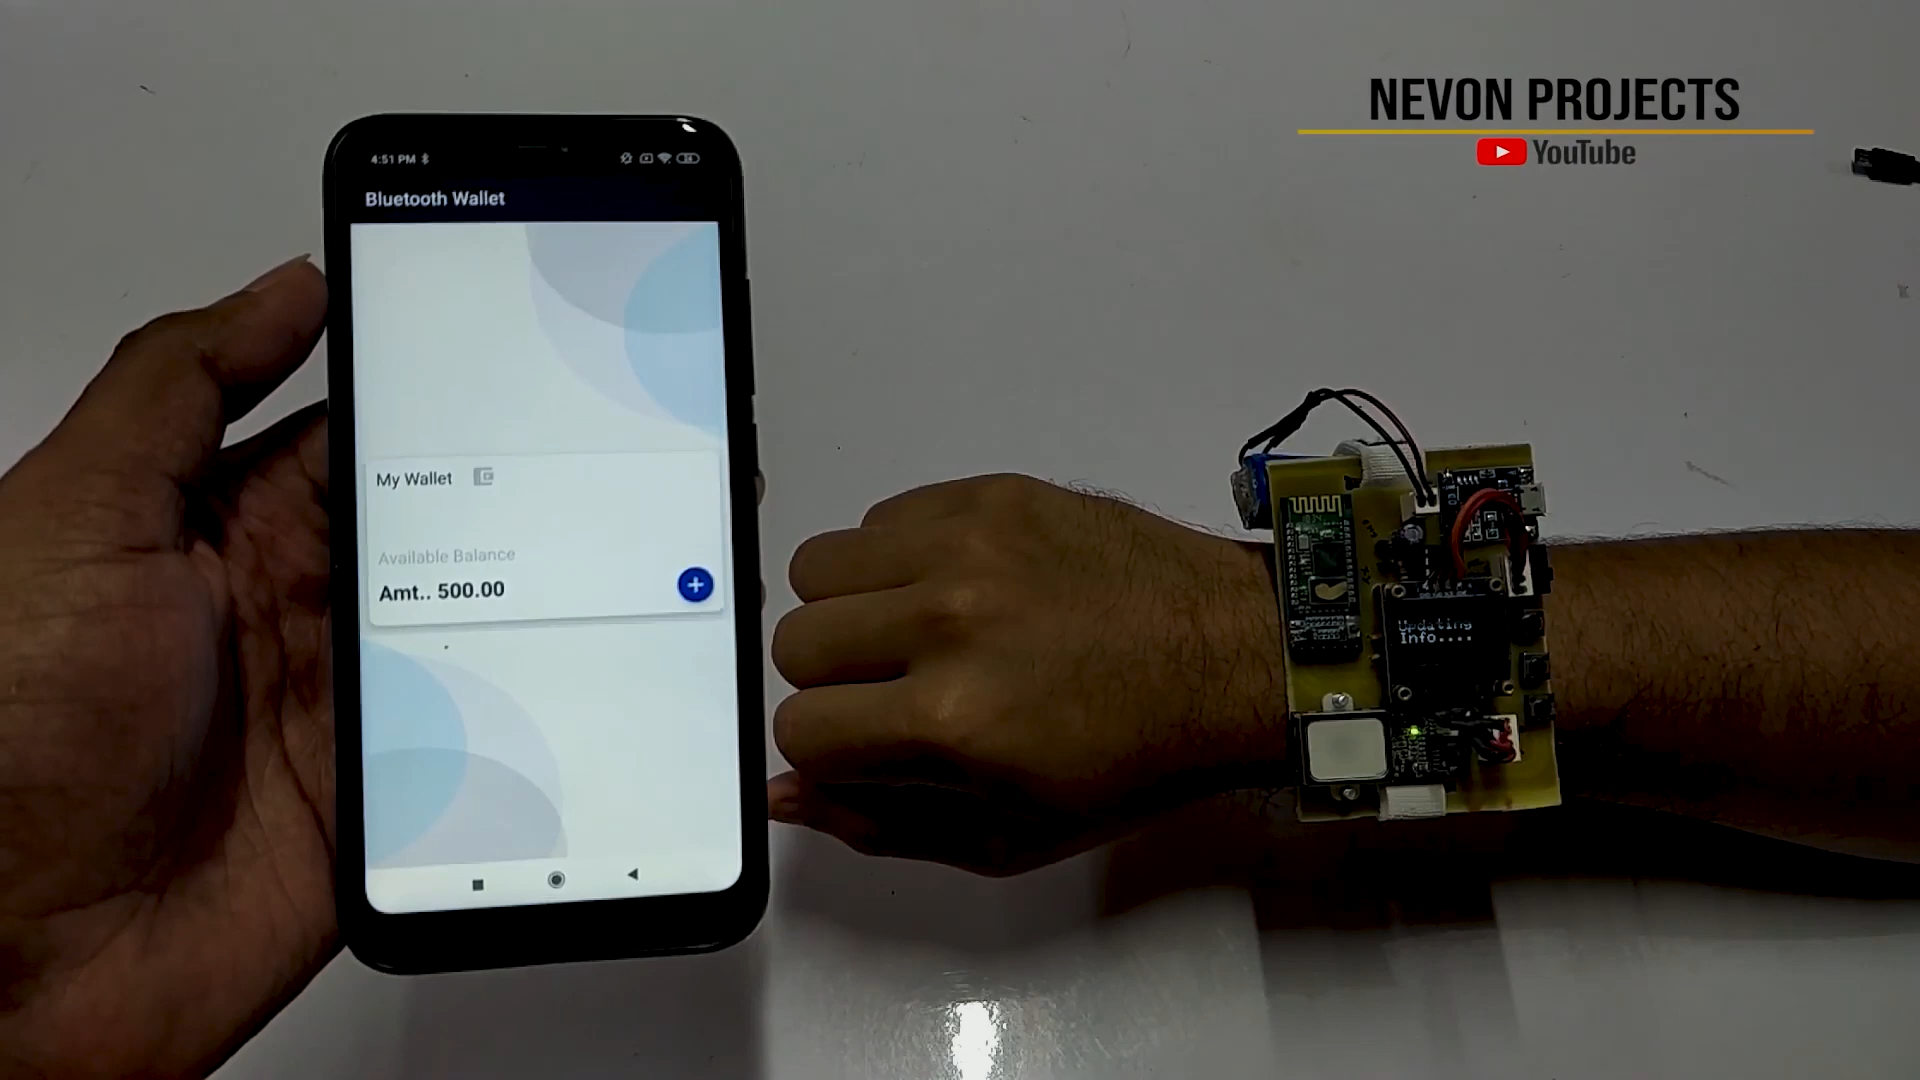 NEVON PROJECTS
YouTube
4:51 PM
Bluetooth Wallet
My Wallet
Available Balance
Amt.. 500.00
Updating
Info....